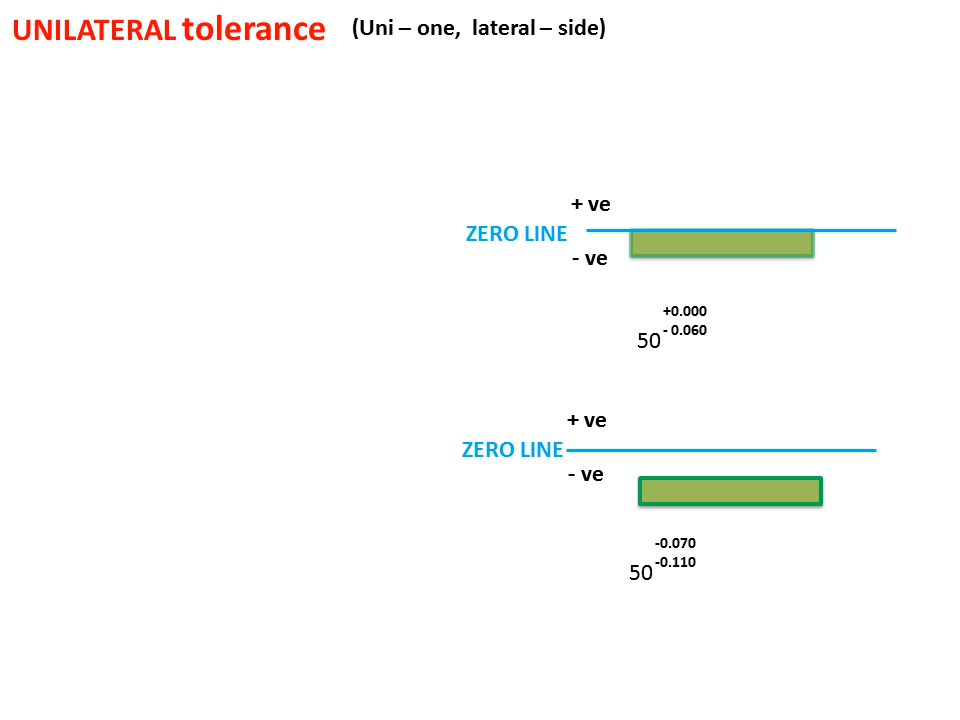 UNILATERAL tolerance (Uni – one, lateral – side)
+ ve
ZERO LINE
- ve
+0.000
- 0.060
50
+ ve
ZERO LINE
- ve
-0.070
-0.110
50